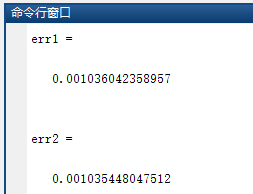 命令行窗口
err1 =
0.001036042358957
err2 =
0.001035448047512